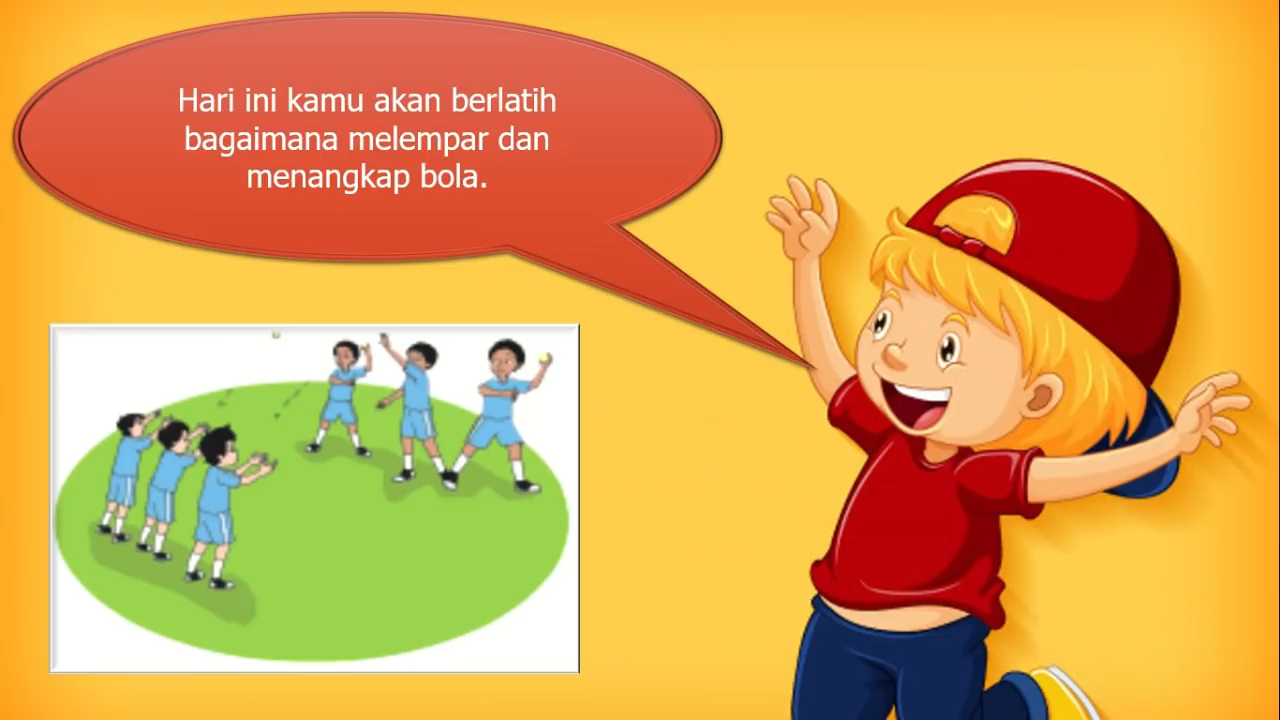 Hari ini kamu akan berlatih
bagaimana melempar dan
menangkap bola.